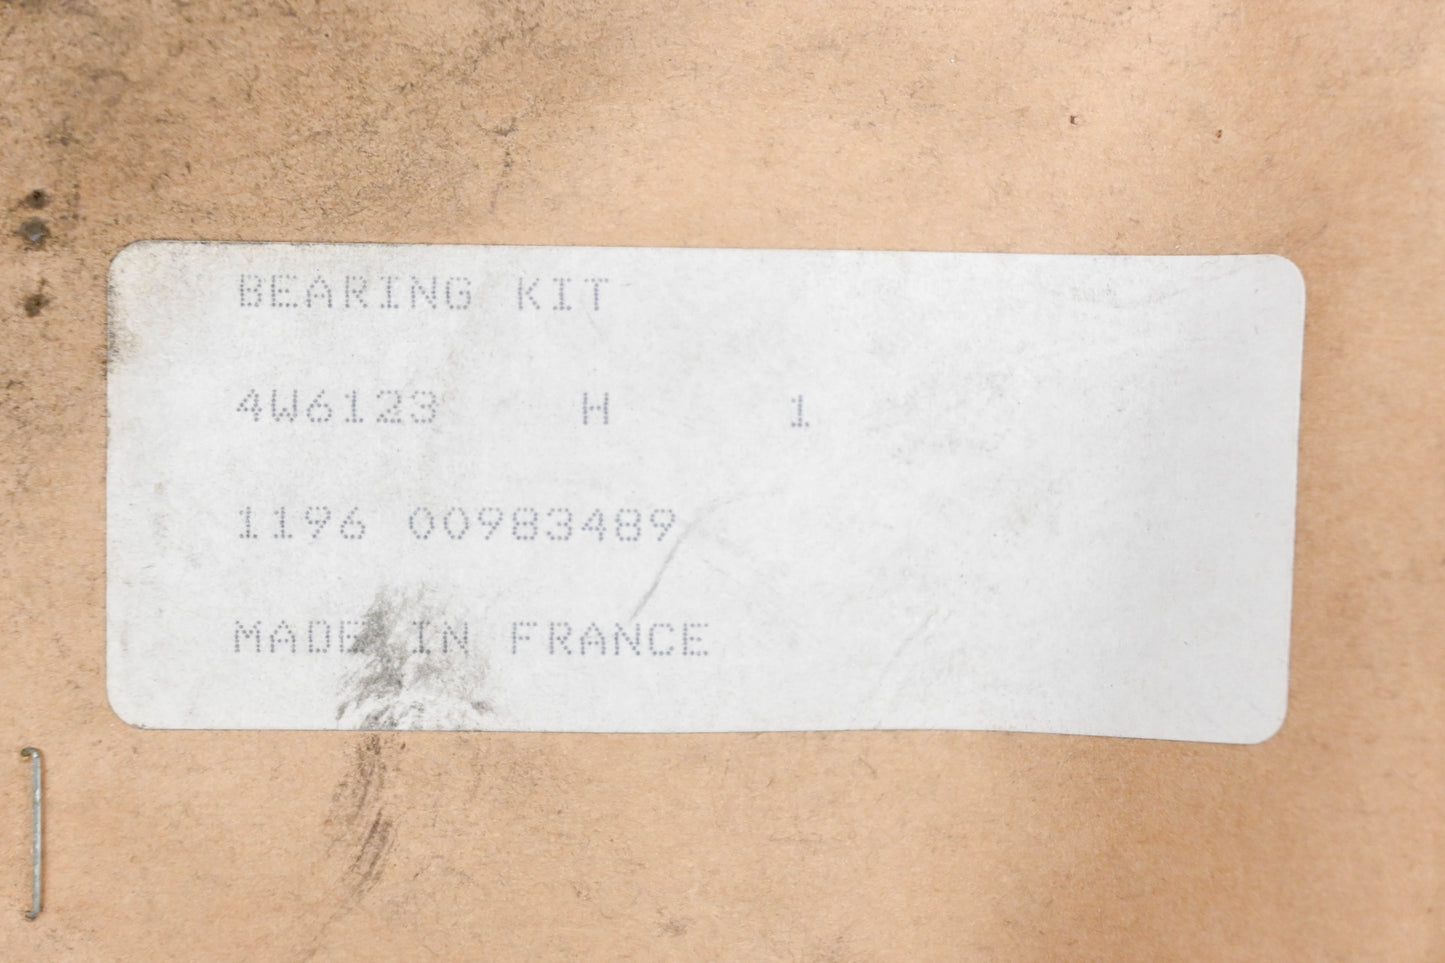 BEARING KIT
4W6123 H 1
1196 00983489
MADE IN FRANCE